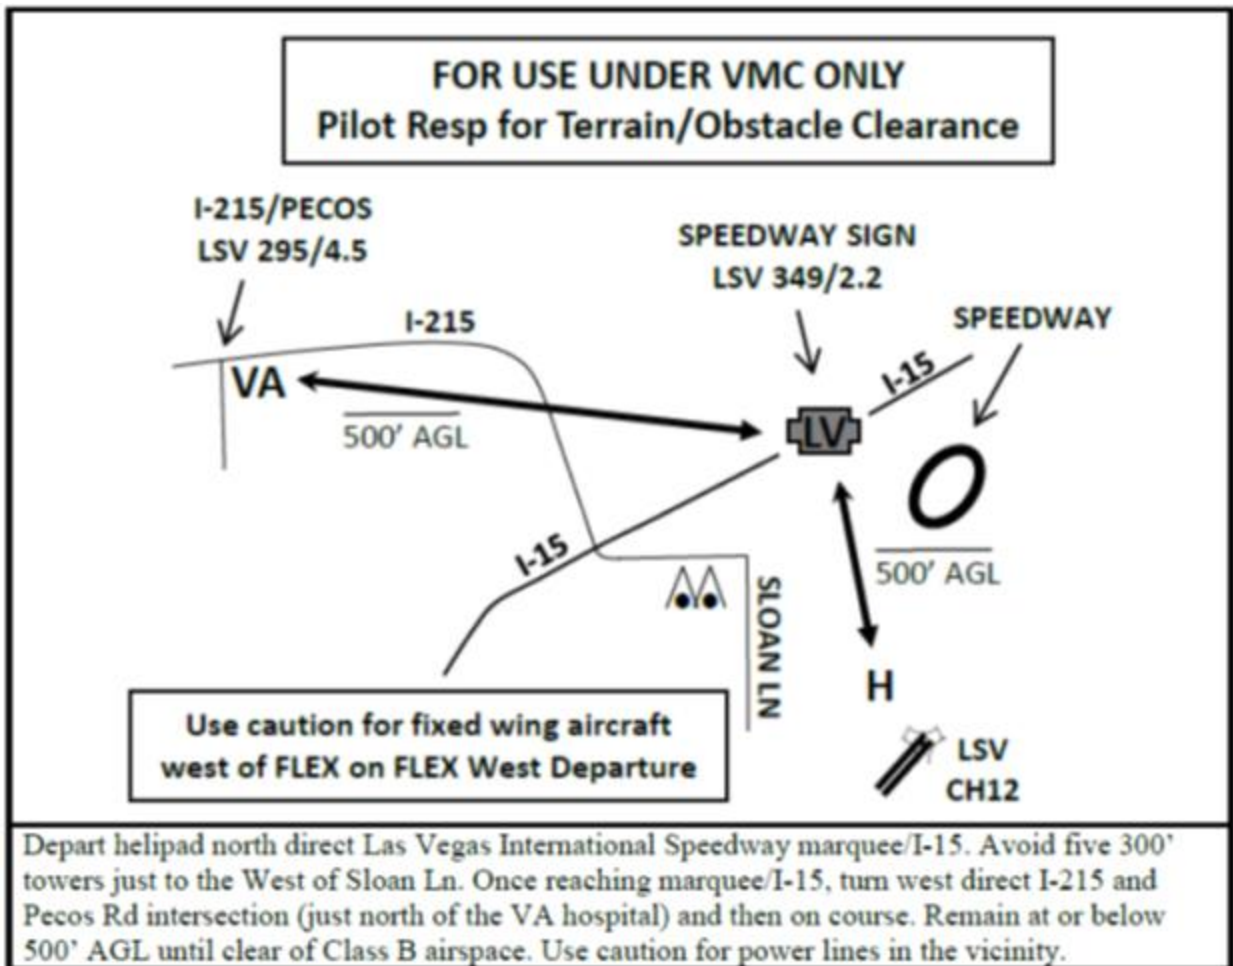 FOR USE UNDER VMC ONLY
Pilot Resp for Terrain/Obstacle Clearance
I-215/PECOS
LSV 295/4.5
SPEEDWAY SIGN
LSV 349/2.2
SPEEDWAY
I-215
I-15
VA
LV
500' AGL
I-15
500' AGL
SLOAN LN
H
Use caution for fixed wing aircraft
west of FLEX on FLEX West Departure
LSV
CH12
Depart helipad north direct Las Vegas International Speedway marquee/I-15. Avoid five 300'
towers just to the West of Sloan Ln. Once reaching marquee/I-15, turn west direct I-215 and
Pecos Rd intersection (just north of the VA hospital) and then on course. Remain at or below
500' AGL until clear of Class B airspace. Use caution for power lines in the vicinity.